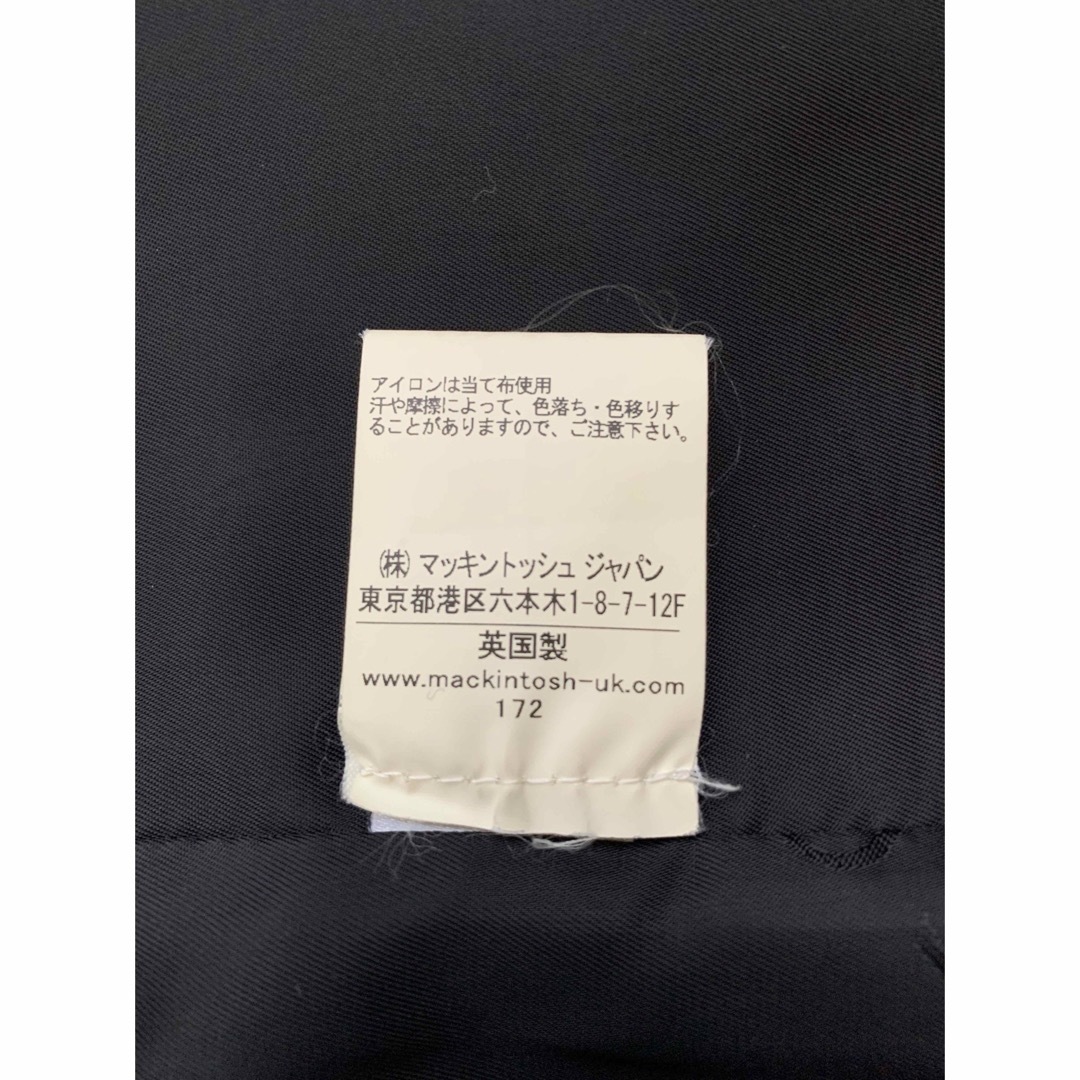 アイロンは当て布使用
汗や摩擦によって、色落ち・色移りす
ることがありますので、ご注意下さい。
(株) マッキントッシュ ジャパン
東京都港区六本木1-8-7-12F
英国製
www.mackintosh-uk.com
172